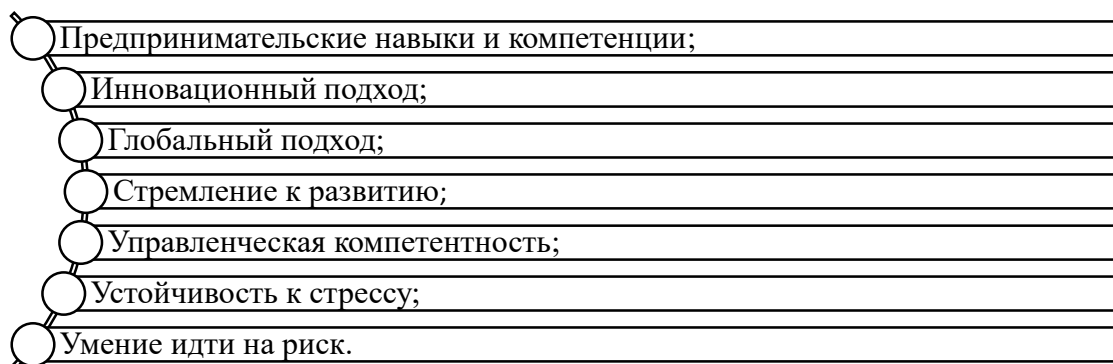 Предпринимательские навыки и компетенции;
Инновационный подход;
Глобальный подход;
Стремление к развитию;
Управленческая компетентность;
Устойчивость к стрессу;
Умение идти на риск.